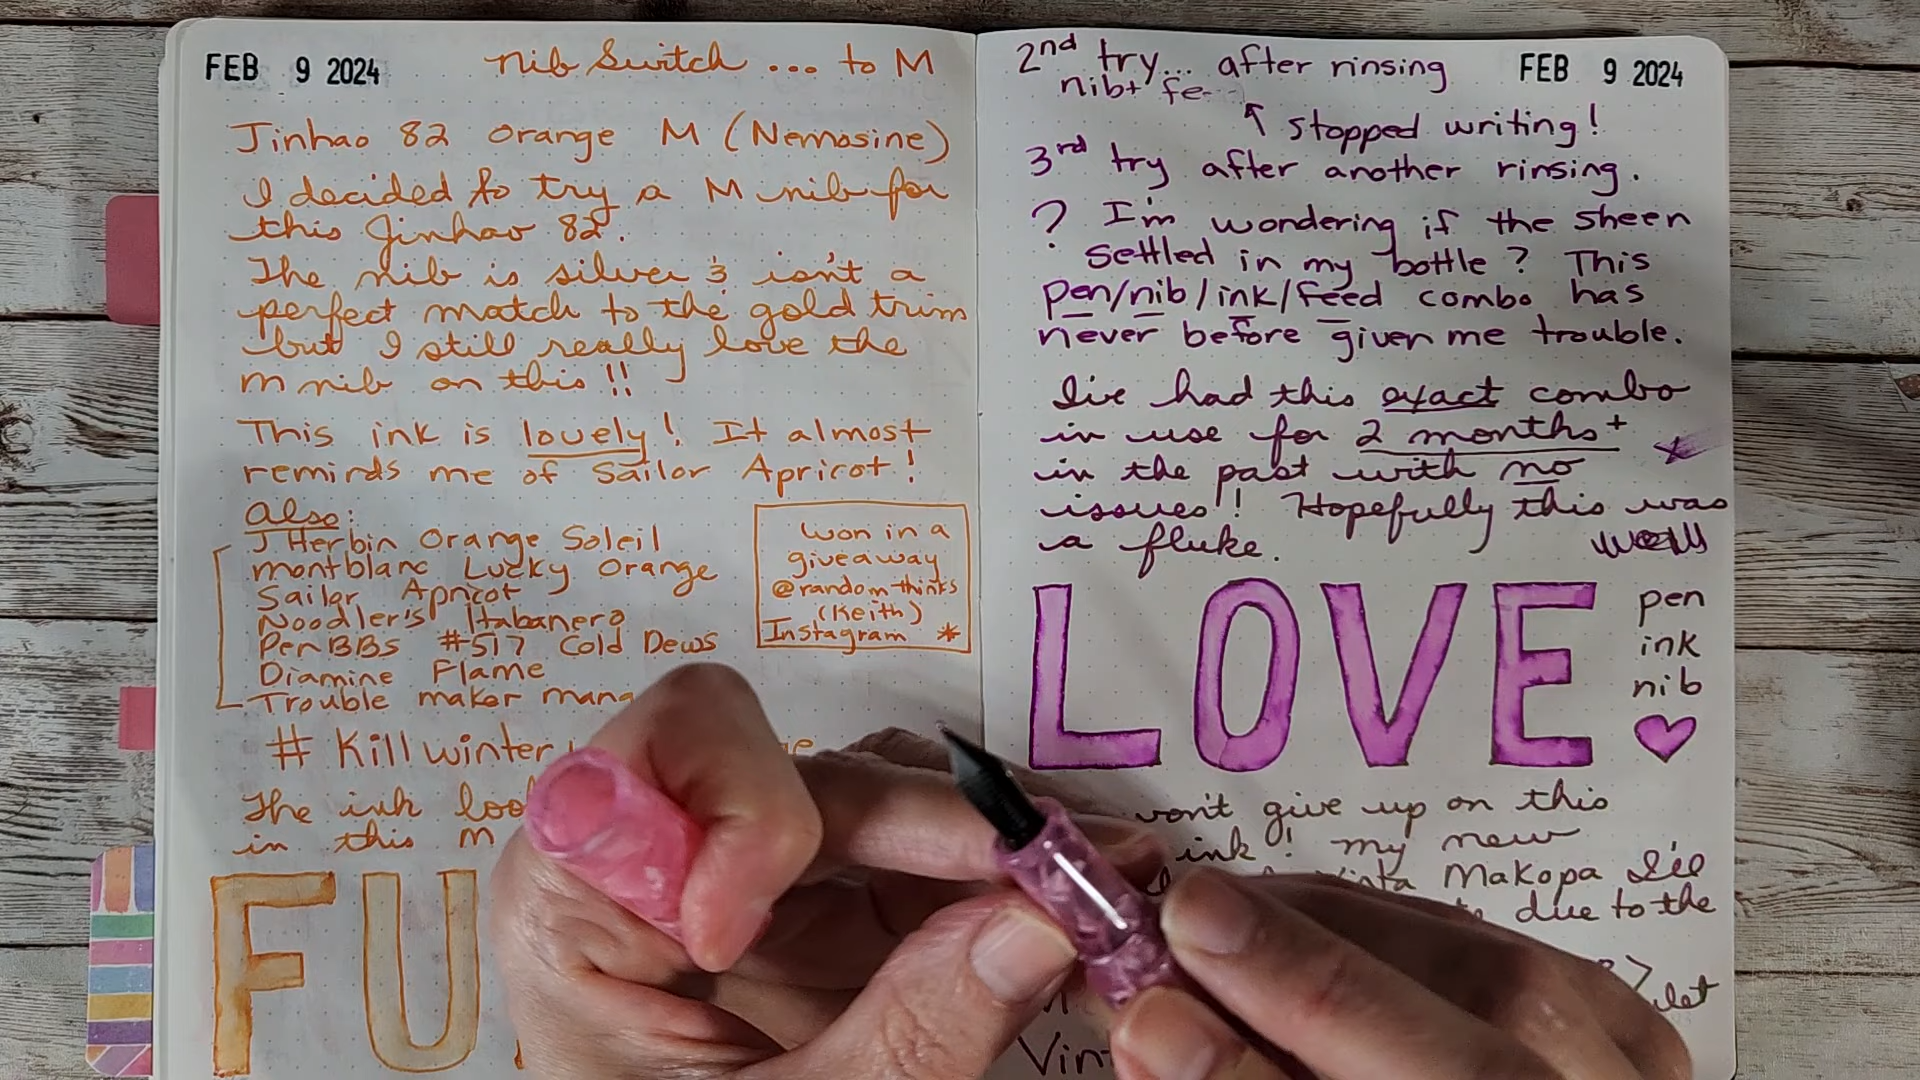 FEB 9 2024
Nib Switch ... to M
Jinhao 82 Orange M (Nemosine)
I decided to try a M nib for
this Jinhao 82.
The nib is silver & isn't a
perfect match to the gold trim
but I still really love the
M nib on this!!
This ink is lovely! It almost
reminds me of Sailor Apricot!
Also:
J Herbin Orange Soleil
Montblanc Lucky Orange
Sailor Apricot
Noodler's Habanero
PenBBS #517 Cold Dews
Diamine Flame
Trouble maker
won in a
giveaway
@random-thinks
(Keith)
Instagram *
# Killwinter
The ink
in this M
FU
2nd try... after rinsing
FEB 9 2024
nib+
↑ stopped writing!
3rd try after another rinsing.
? I'm wondering if the sheen
settled in my bottle? This
pen/nib/ink/feed combo has
never before given me trouble.
I've had this exact combo
in use for 2 months+
in the past with no
issues!! Hopefully this was
a fluke.
LOVE
pen
ink
nib
won't give up on this
ink! My new
Makopa I'll
due to the